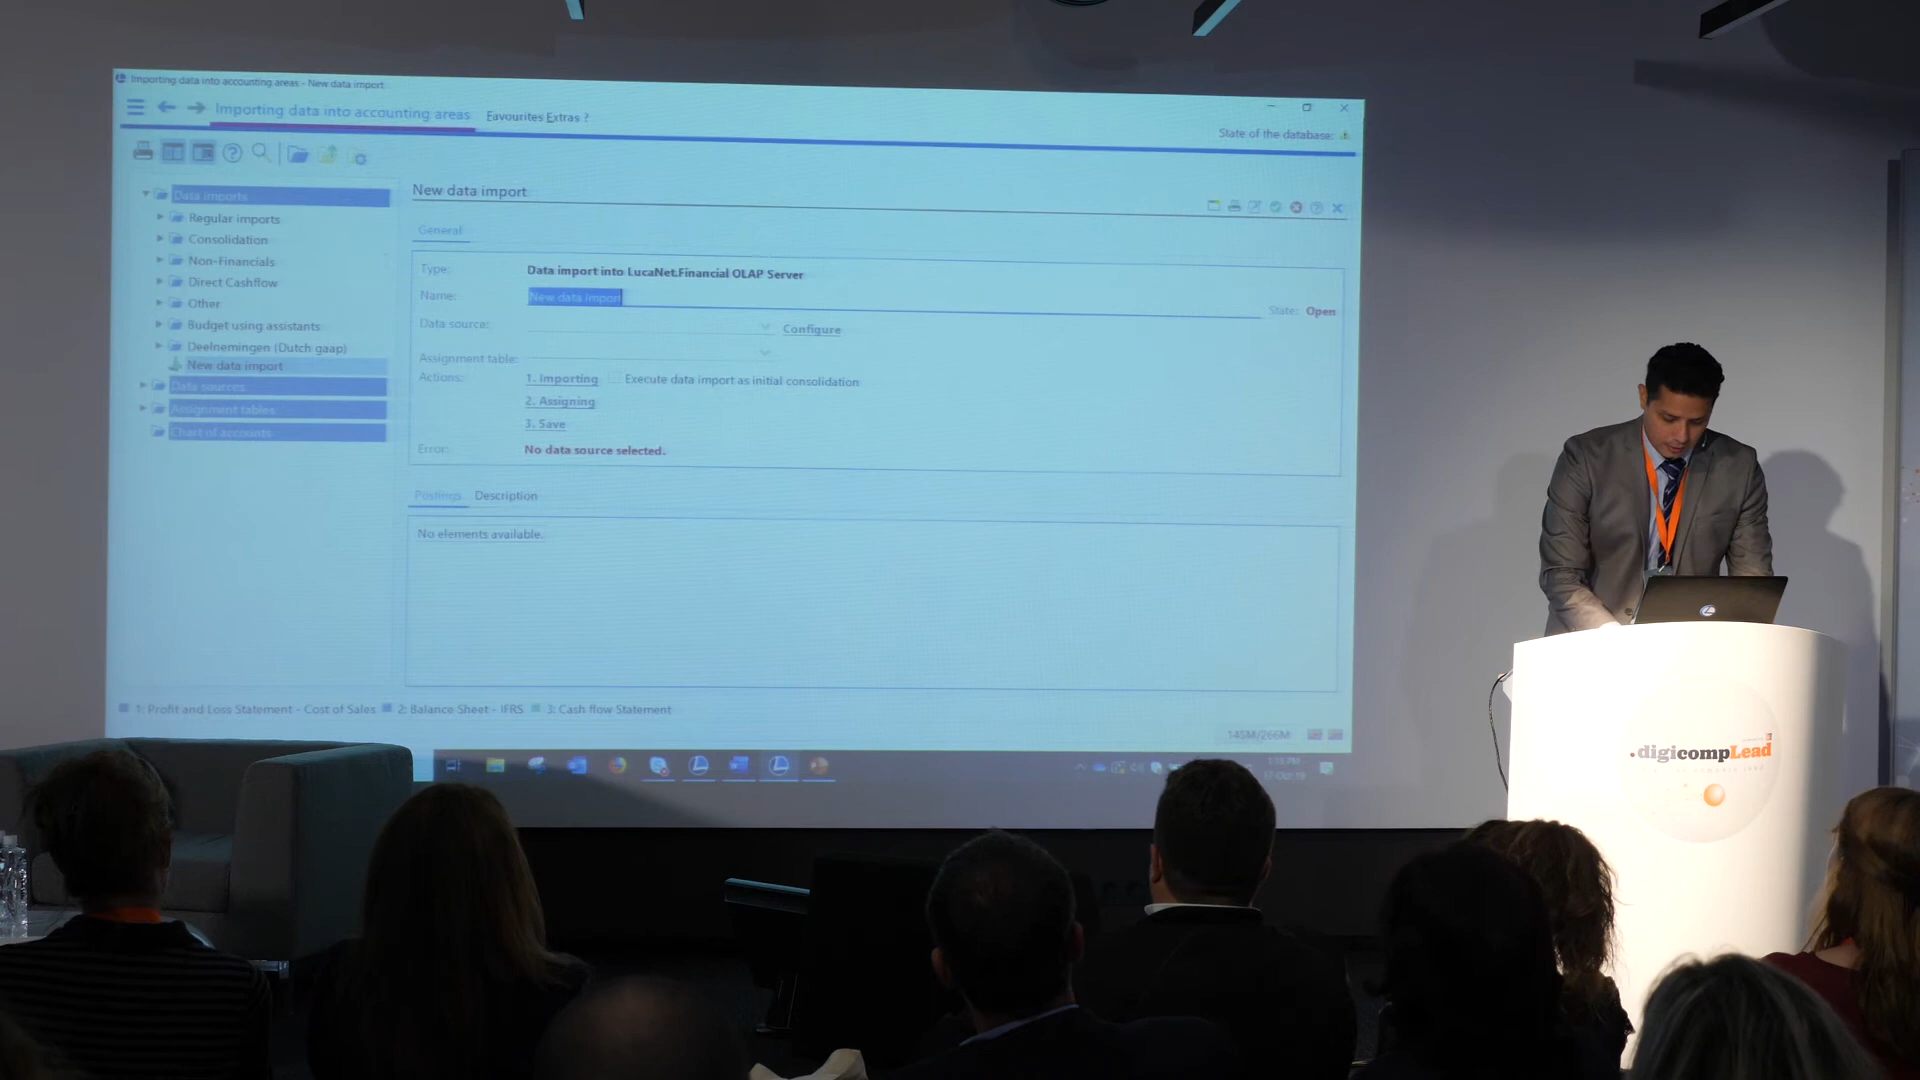 Importing data into accounting areas - New data import
Importing data into accounting areas Favourites Extras ?
State of the database:
Data imports
Regular imports
Consolidation
Non-Financials
Direct Cashflow
Other
Budget using assistants
Deelnemingen (Dutch gaap)
New data import
Data sources
Assignment tables
Chart of accounts
New data import
General
Type: Data import into LucaNet.Financial OLAP Server
Name: New data import
State: Open
Data source: Configure
Assignment table:
Actions: 1. Importing Execute data import as initial consolidation
2. Assigning
3. Save
Error: No data source selected.
Postings Description
No elements available.
1: Profit and Loss Statement - Cost of Sales 2: Balance Sheet - IFRS 3: Cash flow Statement
145M/266M
.digicompLead